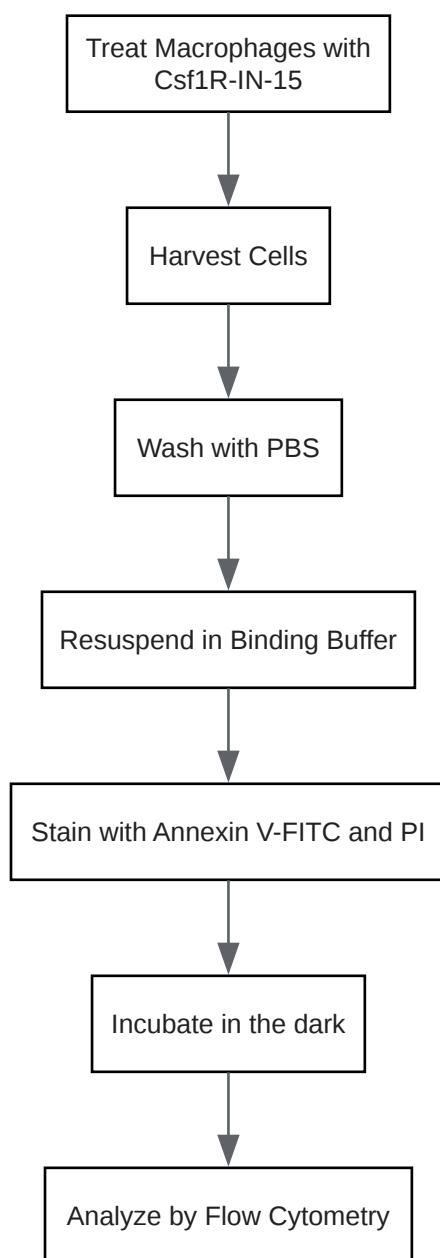 Treat Macrophages with
Csf1R-IN-15
Harvest Cells
Wash with PBS
Resuspend in Binding Buffer
Stain with Annexin V-FITC and PI
Incubate in the dark
Analyze by Flow Cytometry